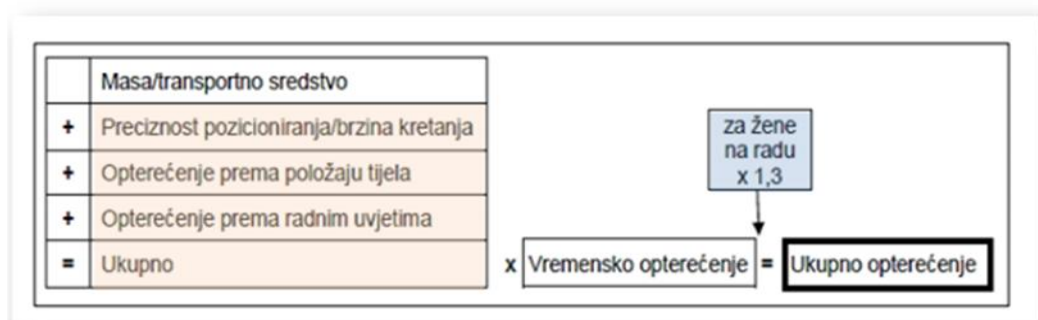 Masa/transportno sredstvo
+ Preciznost pozicioniranja/brzina kretanja
+ Opterećenje prema položaju tijela
+ Opterećenje prema radnim uvjetima
za žene
na radu
x 1,3
= Ukupno x Vremensko opterećenje = Ukupno opterećenje